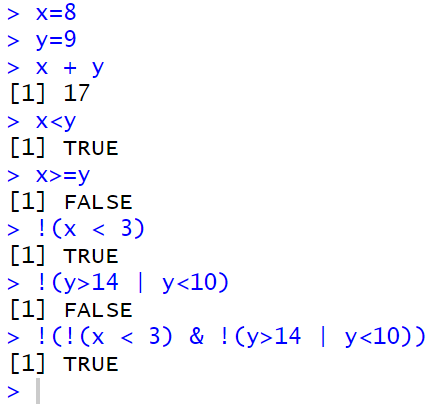 > x=8
> y=9
> x + y
[1] 17
> x<y
[1] TRUE
> x>=y
[1] FALSE
> !(x < 3)
[1] TRUE
> !(y>14 | y<10)
[1] FALSE
> !(!(x < 3) & !(y>14 | y<10))
[1] TRUE
>